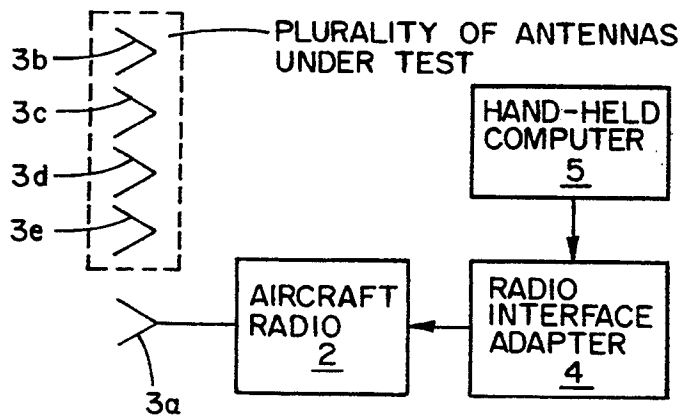 3b
3c
3d
3e
PLURALITY OF ANTENNAS
UNDER TEST
HAND-HELD
COMPUTER
5
AIRCRAFT
RADIO
2
RADIO
INTERFACE
ADAPTER
4
3a